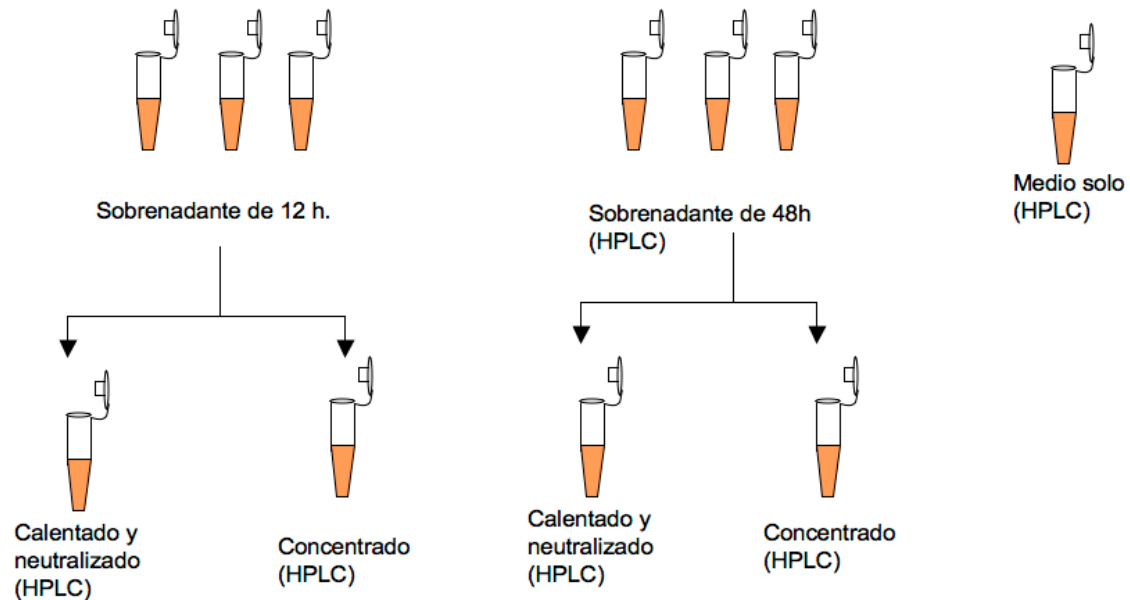 Sobrenadante de 12 h.
Sobrenadante de 48h
(HPLC)
Medio solo
(HPLC)
Calentado y
neutralizado
(HPLC)
Concentrado
(HPLC)
Calentado y
neutralizado
(HPLC)
Concentrado
(HPLC)